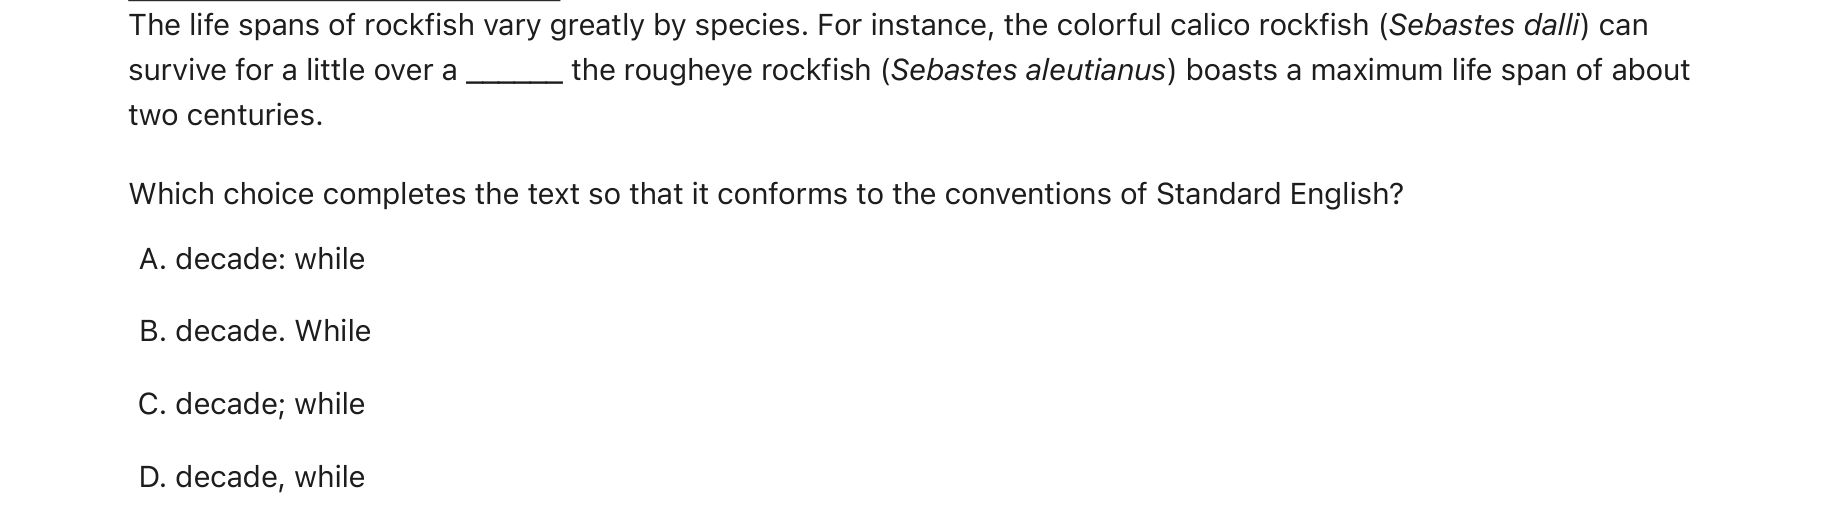 The life spans of rockfish vary greatly by species. For instance, the colorful calico rockfish (Sebastes dalli) can
survive for a little over a ______ the rougheye rockfish (Sebastes aleutianus) boasts a maximum life span of about
two centuries.
Which choice completes the text so that it conforms to the conventions of Standard English?
A. decade: while
B. decade. While
C. decade; while
D. decade, while